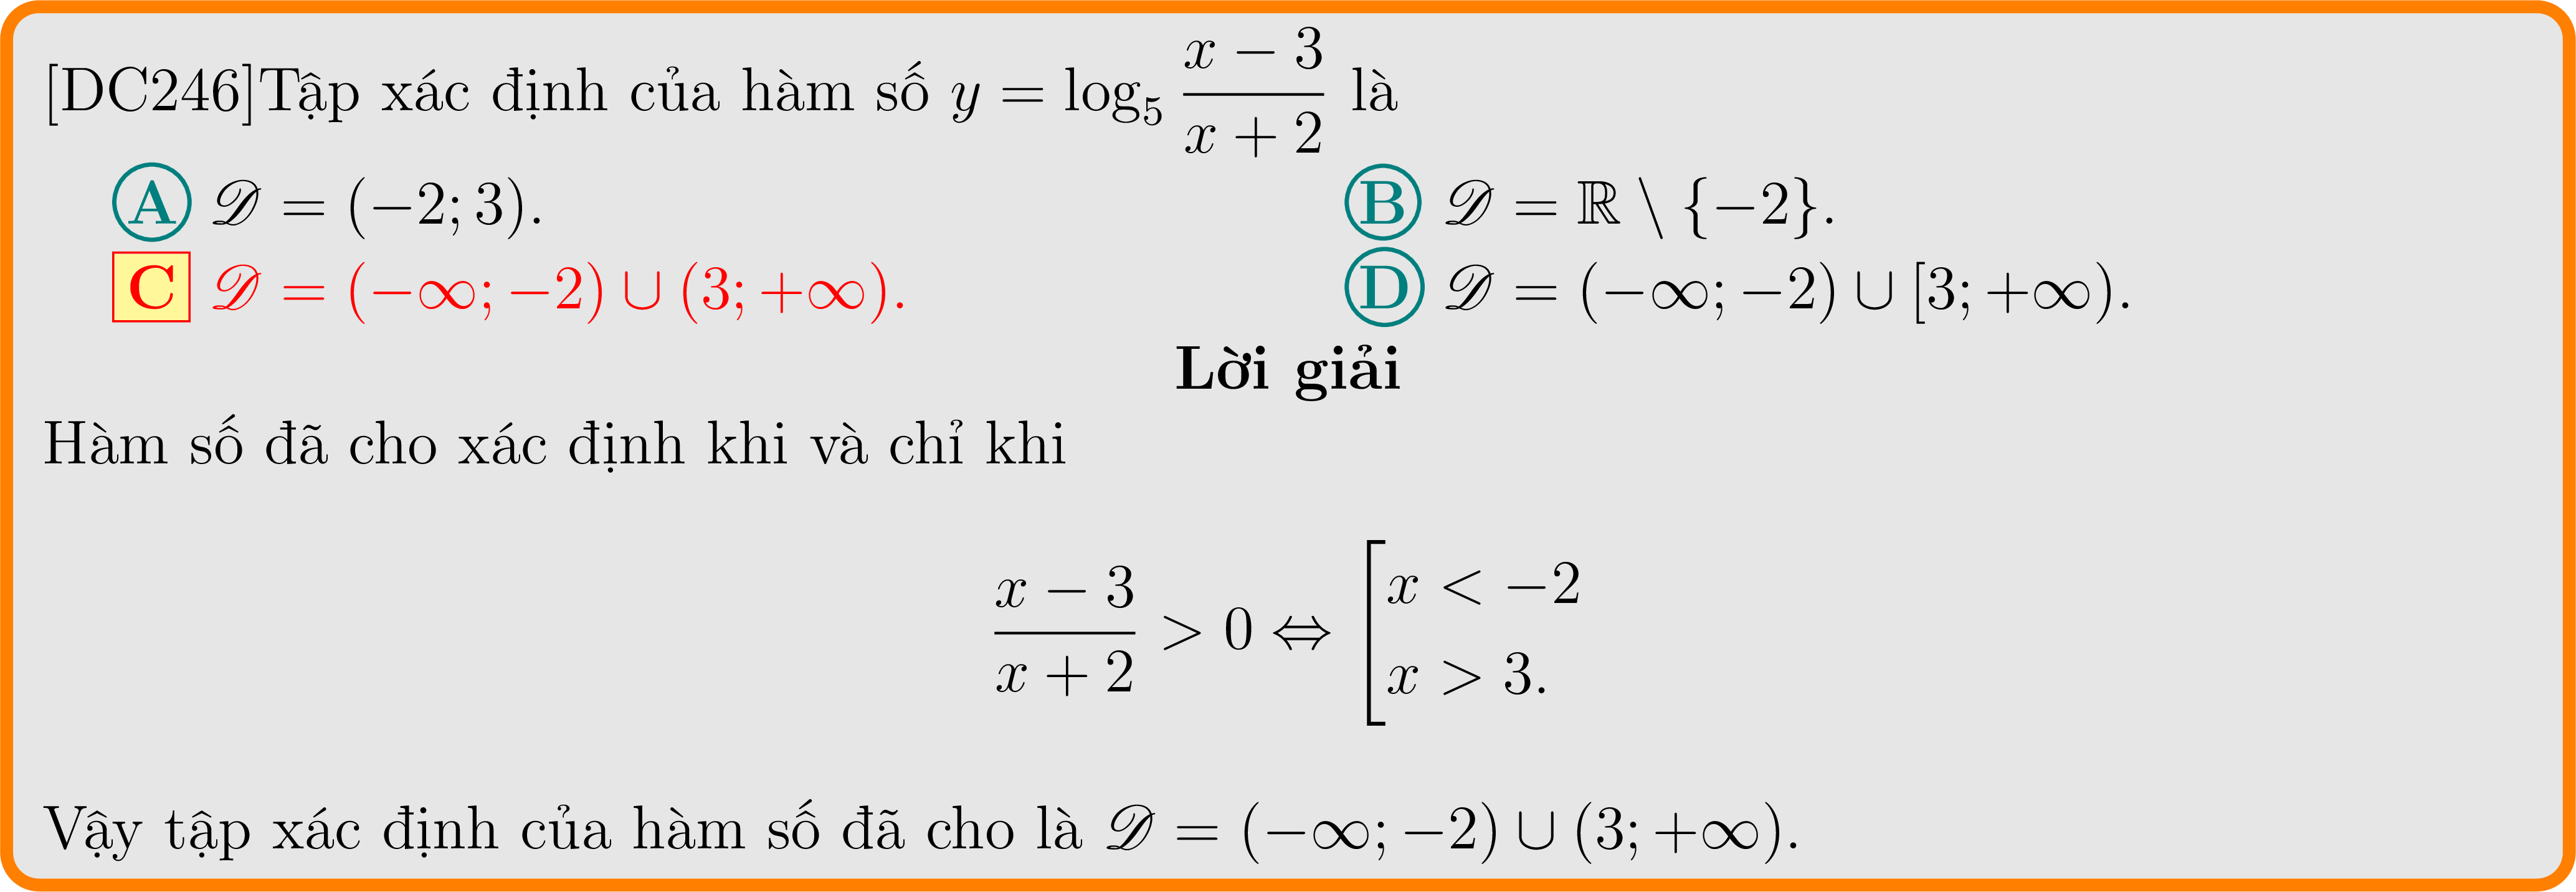 [DC246]Tập xác định của hàm số $y = \log_5 \dfrac{x-3}{x+2}$ là
A $\mathscr{D} = (-2; 3)$. B $\mathscr{D} = \mathbb{R} \setminus \{-2\}$.
C $\mathscr{D} = (-\infty; -2) \cup (3; +\infty)$. D $\mathscr{D} = (-\infty; -2) \cup [3; +\infty)$.
Lời giải
Hàm số đã cho xác định khi và chỉ khi
$\dfrac{x-3}{x+2} > 0 \Leftrightarrow \left[\begin{array}{l} x < -2 \\ x > 3. \end{array}\right.$
Vậy tập xác định của hàm số đã cho là $\mathscr{D} = (-\infty; -2) \cup (3; +\infty)$.